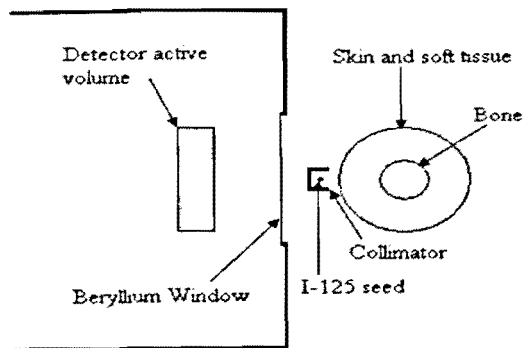 Detector active
volume
Skin and soft tissue
Bone
Collimator
I-125 seed
Beryllium Window